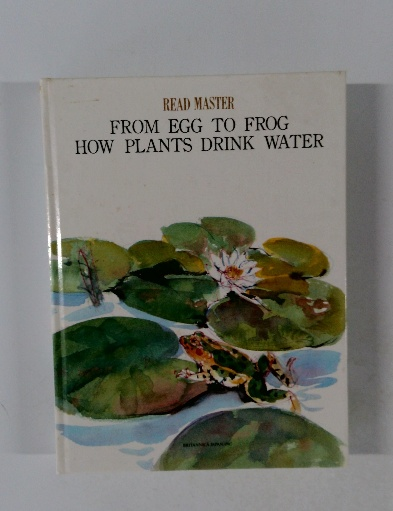 READ MASTER
FROM EGG TO FROG
HOW PLANTS DRINK WATER